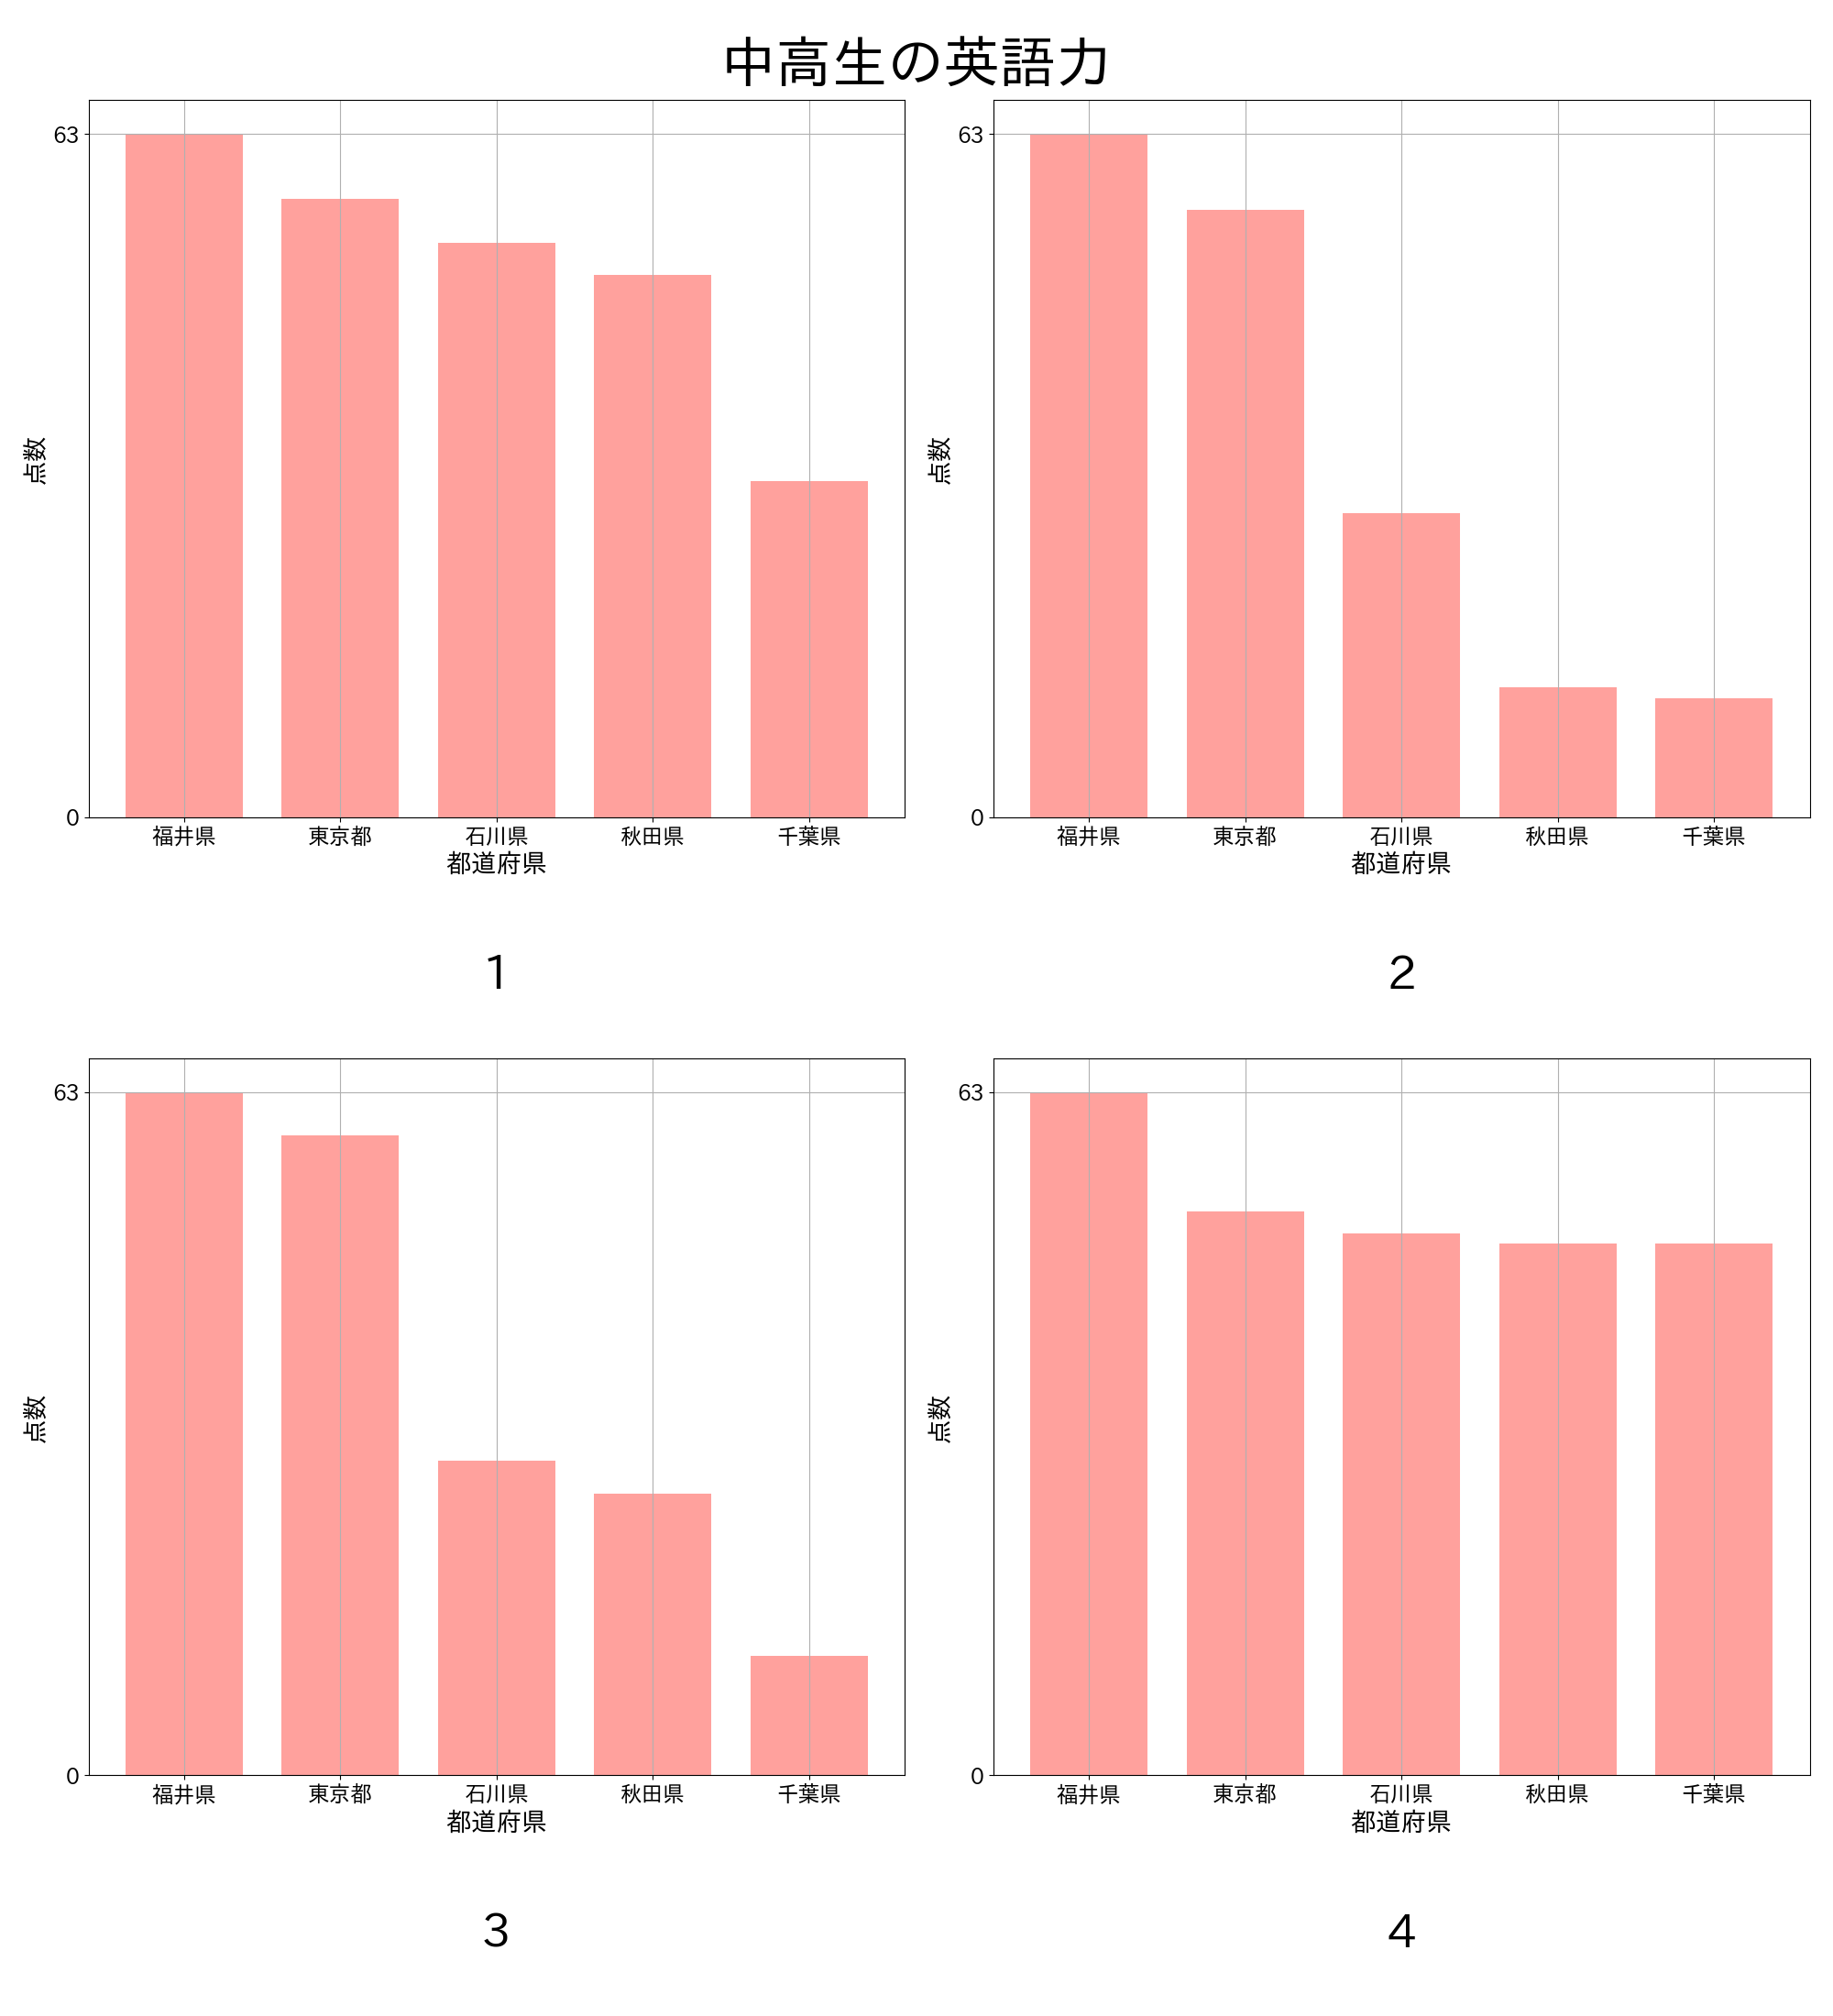 中高生の英語力
63
0
点数
福井県 東京都 石川県 秋田県 千葉県
都道府県
1
63
0
点数
福井県 東京都 石川県 秋田県 千葉県
都道府県
2
63
0
点数
福井県 東京都 石川県 秋田県 千葉県
都道府県
3
63
0
点数
福井県 東京都 石川県 秋田県 千葉県
都道府県
4